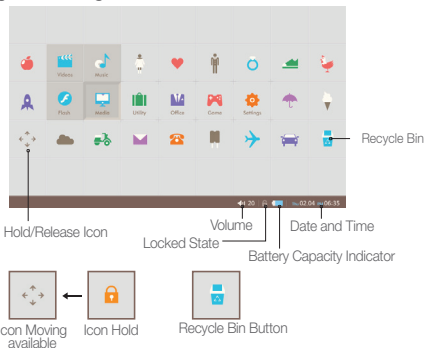 Videos
Music
Flash
Media
Utility
Office
Game
Settings
Recycle Bin
20
02.04
06:35
Hold/Release Icon
Volume
Date and Time
Locked State
Battery Capacity Indicator
Icon Moving
available
Icon Hold
Recycle Bin Button